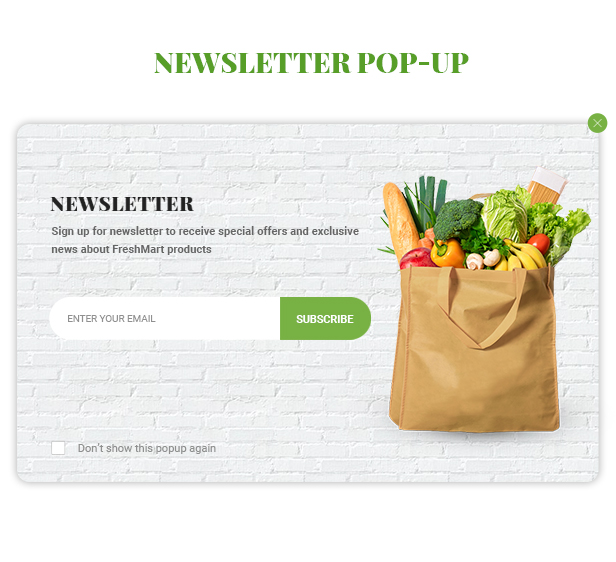 NEWSLETTER POP-UP
NEWSLETTER
Sign up for newsletter to receive special offers and exclusive
news about FreshMart products
ENTER YOUR EMAIL
SUBSCRIBE
Don't show this popup again